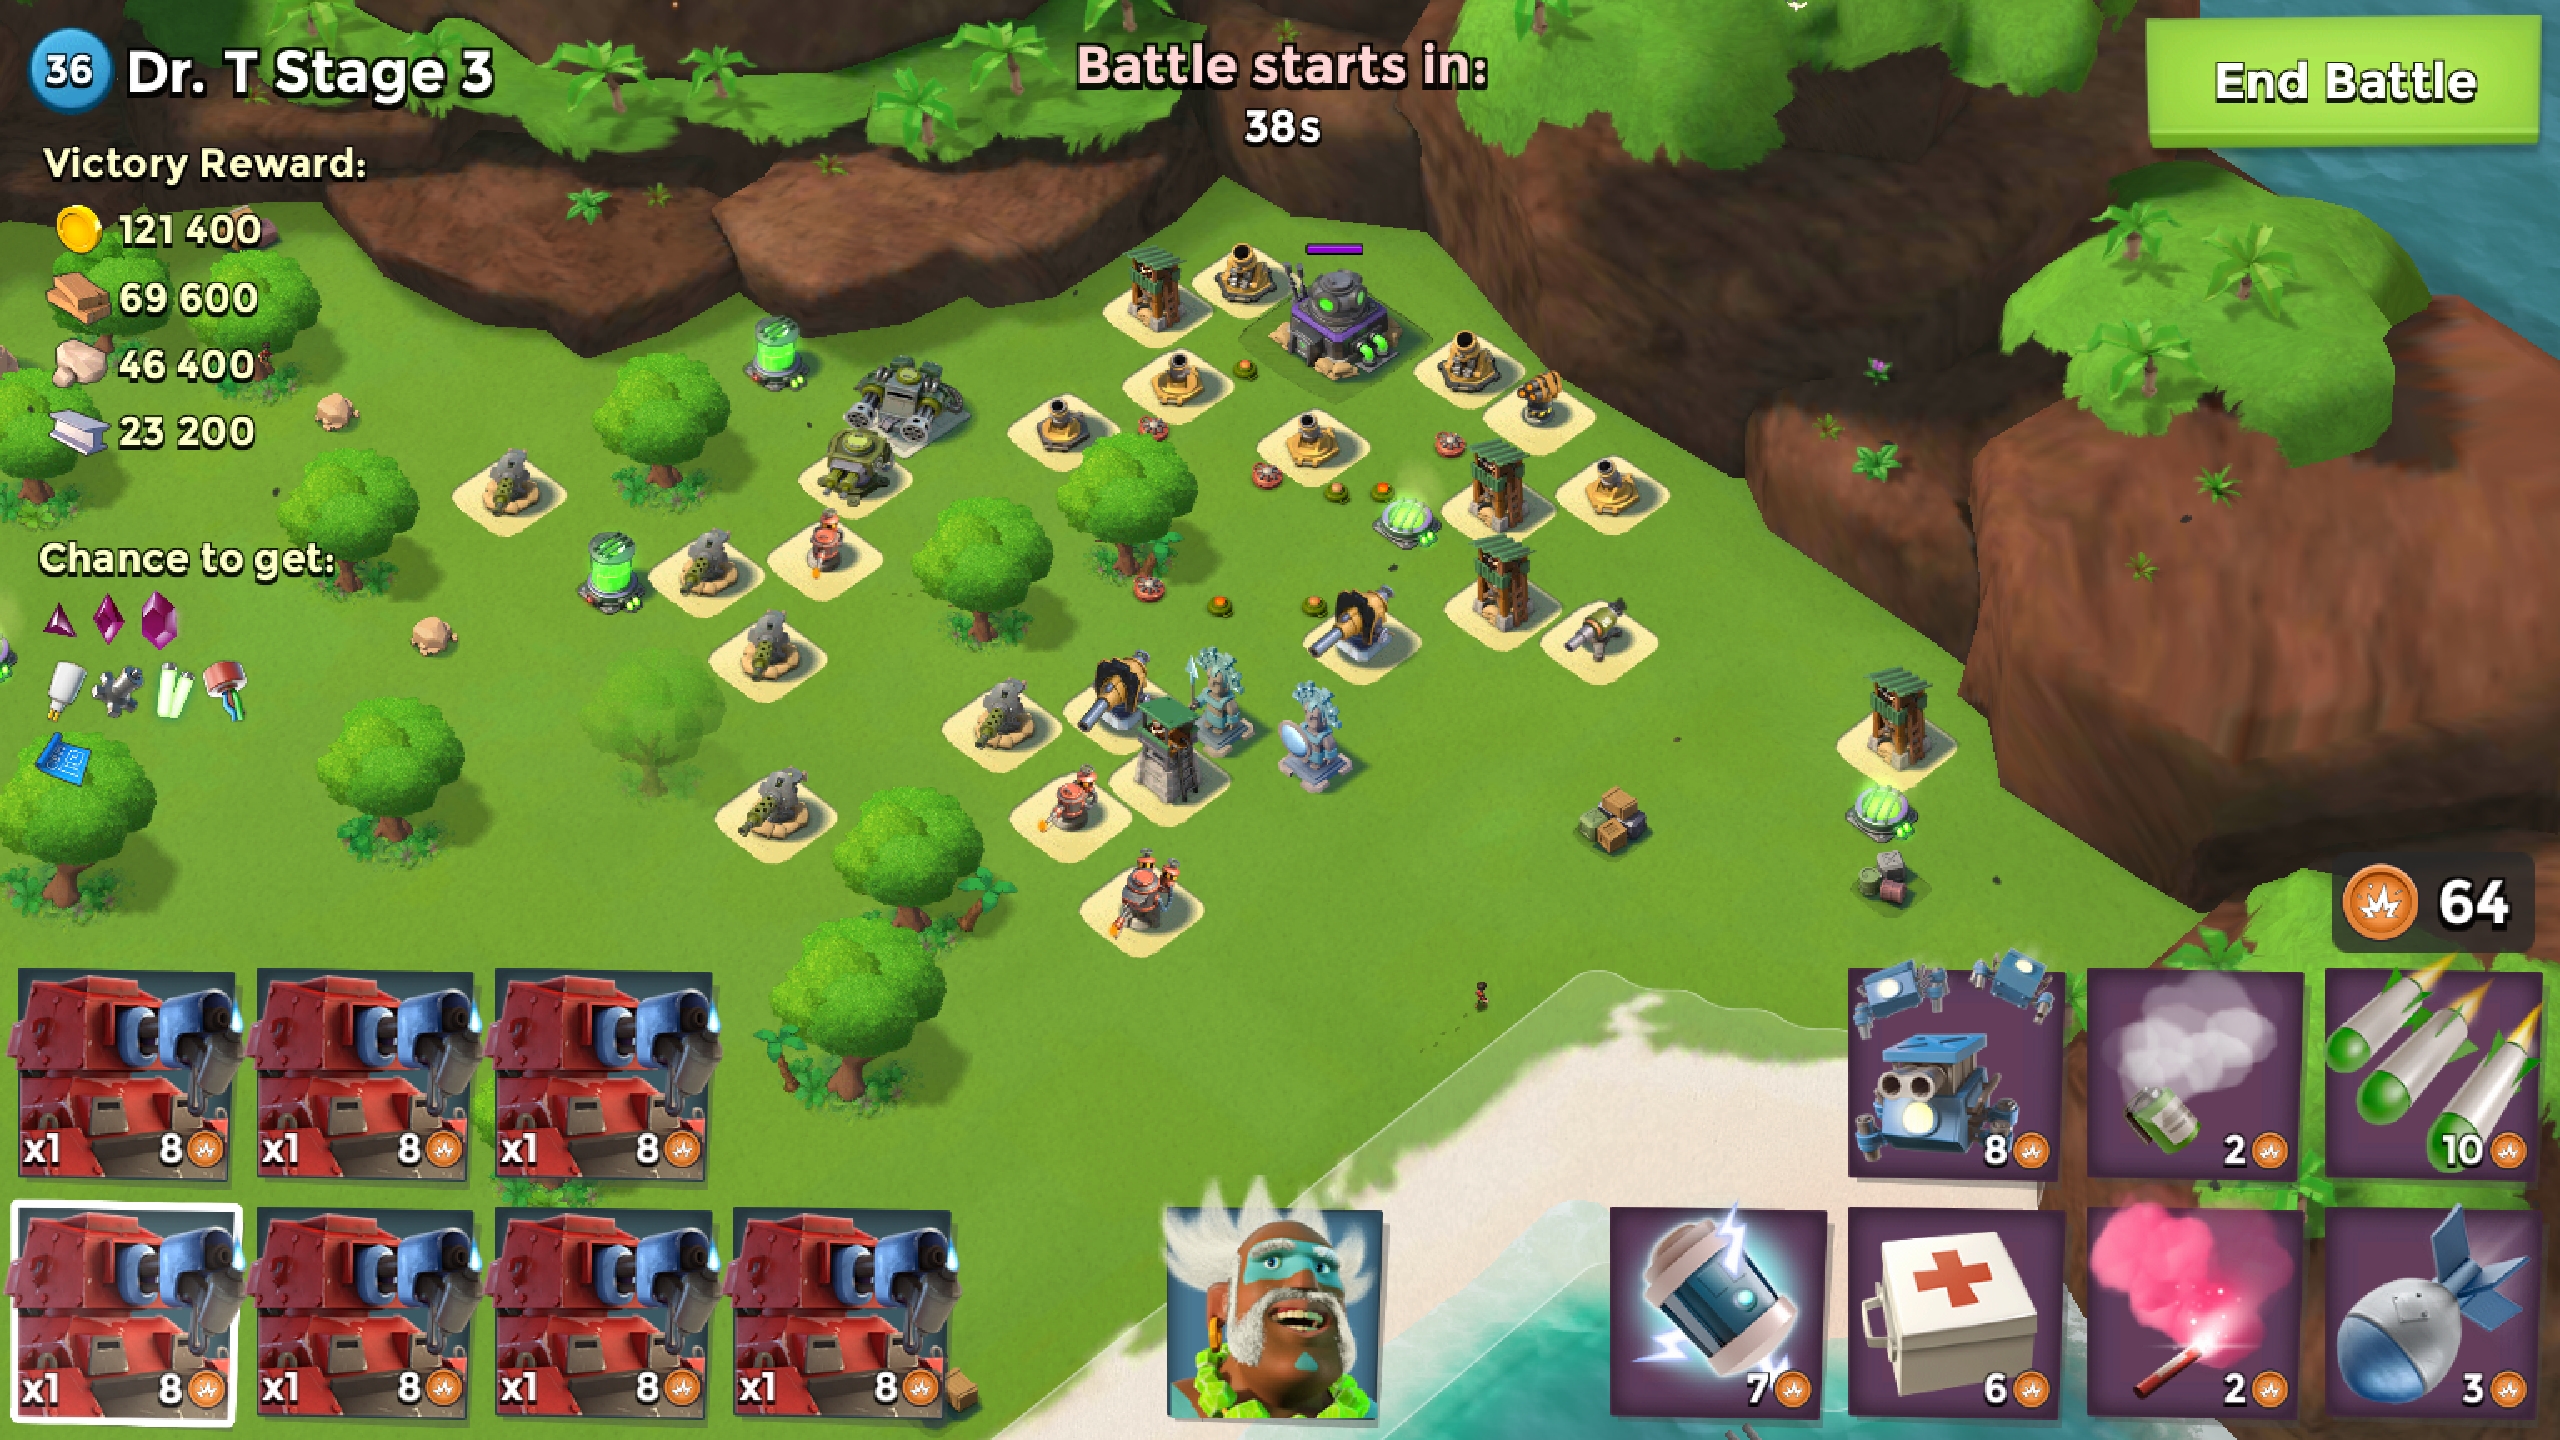 36 Dr. T Stage 3
Battle starts in:
38s
End Battle
Victory Reward:
121 400
69 600
46 400
23 200
Chance to get:
64
x1 8
x1 8
x1 8
8
2
10
x1 8
x1 8
x1 8
x1 8
7
6
2
3